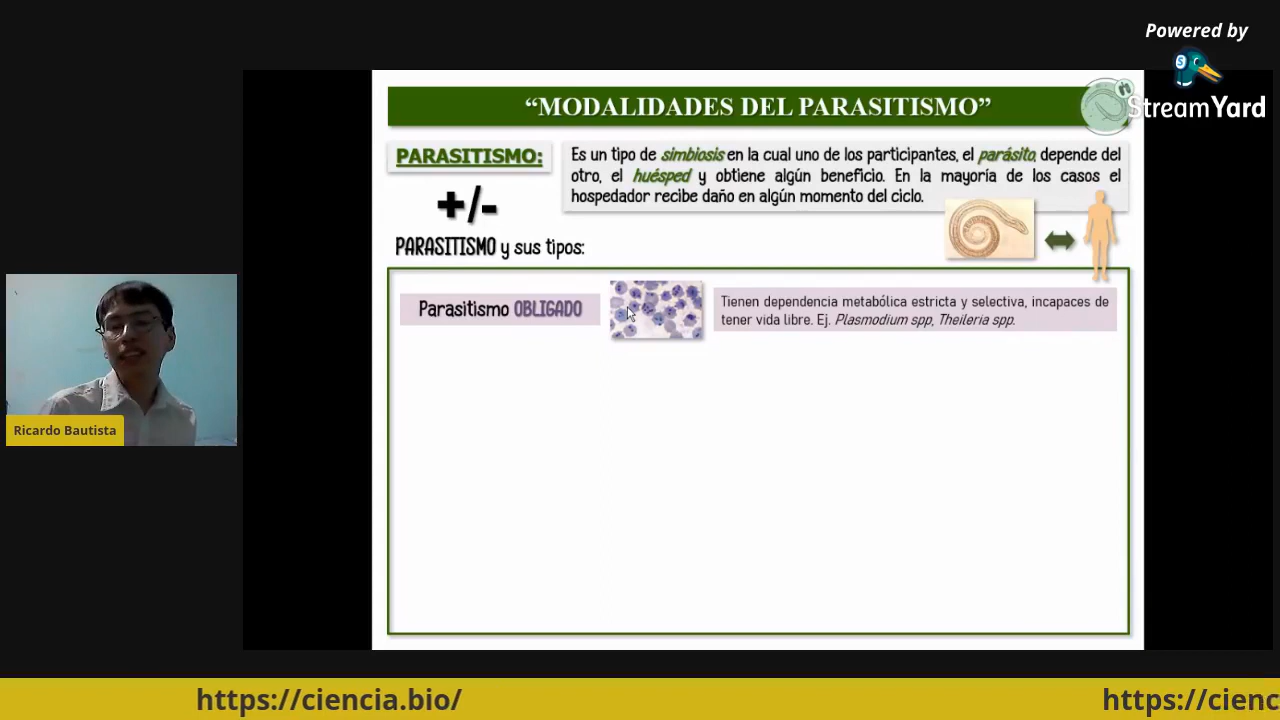 Powered by
StreamYard
“MODALIDADES DEL PARASITISMO”
PARASITISMO:
+/-
Es un tipo de simbiosis en la cual uno de los participantes, el parásito, depende del
otro, el huésped y obtiene algún beneficio. En la mayoría de los casos el
hospedador recibe daño en algún momento del ciclo.
PARASITISMO y sus tipos:
Parasitismo OBLIGADO
Tienen dependencia metabólica estricta y selectiva, incapaces de
tener vida libre. Ej. Plasmodium spp, Theileria spp.
Ricardo Bautista
https://ciencia.bio/
https://cienc